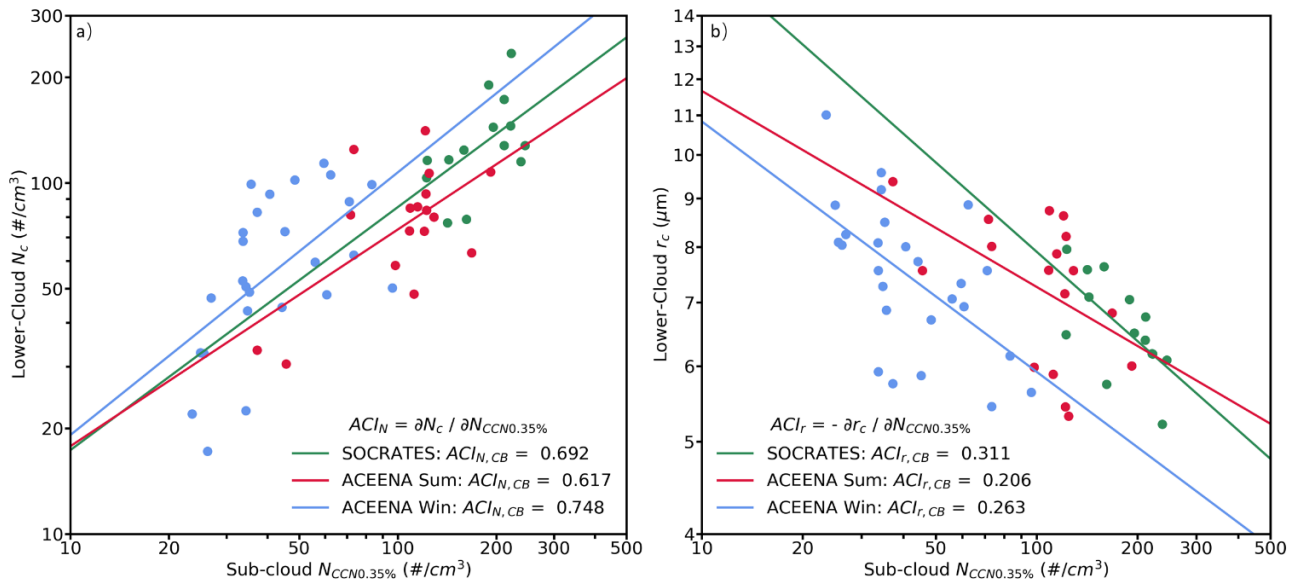 a)
300
200
100
50
30
20
10
Lower-Cloud N_c (#/cm^3)
ACI_N = ∂N_c / ∂N_CCN0.35%
SOCRATES: ACI_N,CB = 0.692
ACEENA Sum: ACI_N,CB = 0.617
ACEENA Win: ACI_N,CB = 0.748
10 20 50 100 200 300 500
Sub-cloud N_CCN0.35% (#/cm^3)
b)
14
13
12
11
10
9
8
7
6
5
4
Lower-Cloud r_c (μm)
ACI_r = - ∂r_c / ∂N_CCN0.35%
SOCRATES: ACI_r,CB = 0.311
ACEENA Sum: ACI_r,CB = 0.206
ACEENA Win: ACI_r,CB = 0.263
10 20 50 100 200 300 500
Sub-cloud N_CCN0.35% (#/cm^3)